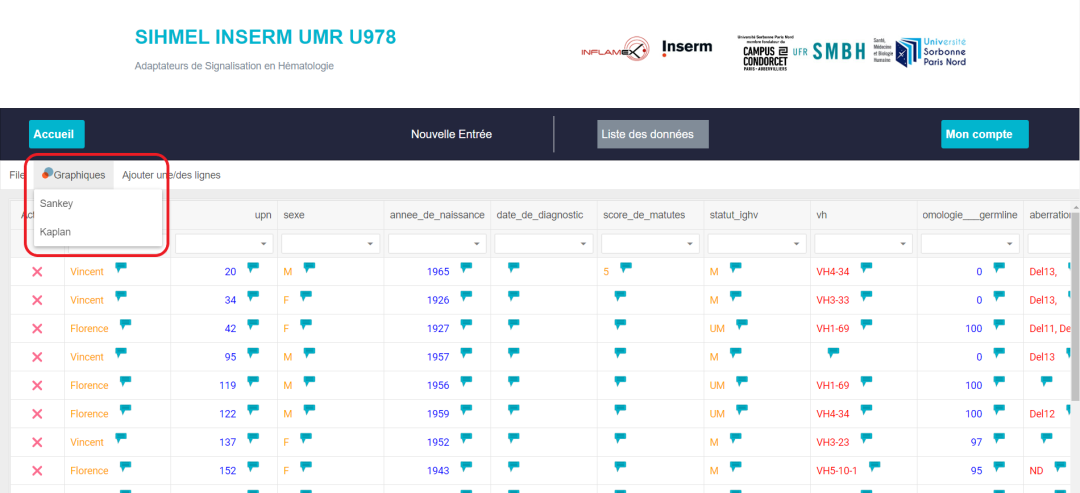 SIHMEL INSERM UMR U978
Adaptateurs de Signalisation en Hématologie
INFLAMEX
Inserm
Université Sorbonne Paris Nord
membre fondateur du
CAMPUS
CONDORCET
PARIS - AUBERVILLIERS
UFR SMBH
Santé,
Médecine
et Biologie
Humaine
Université
Sorbonne
Paris Nord
Accueil
Nouvelle Entrée
Liste des données
Mon compte
File
Graphiques
Ajouter une/des lignes
Sankey
Kaplan
Act upn sexe annee_de_naissance date_de_diagnostic score_de_matutes statut_ighv vh omologie___germline aberration
Vincent 20 M 1965 5 M VH4-34 0 Del13,
Vincent 34 F 1926 M VH3-33 0 Del13,
Florence 42 F 1927 UM VH1-69 100 Del11, De
Vincent 95 M 1957 M 0 Del13
Florence 119 M 1956 UM VH1-69 100
Florence 122 M 1959 UM VH4-34 100 Del12
Vincent 137 F 1952 M VH3-23 97
Florence 152 F 1943 M VH5-10-1 95 ND